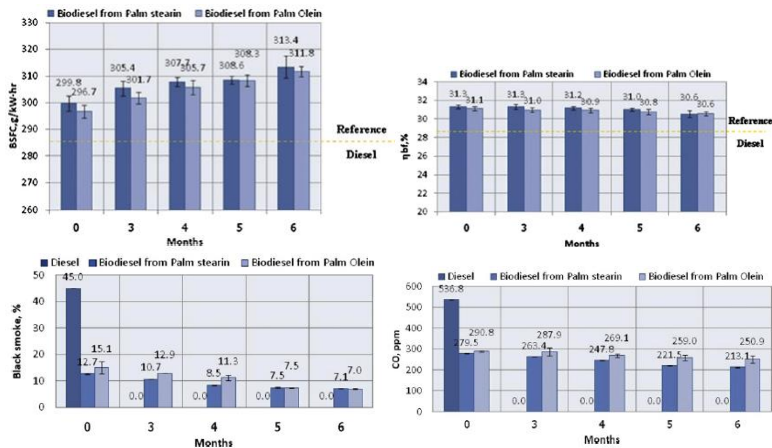 Biodiesel from Palm stearin Biodiesel from Palm Olein
330
320
310
300
290
280
270
260
BSFC,g/kW-hr
299.8 296.7
305.4 301.7
307.7 305.7
308.6 308.3
313.4 311.8
Reference
Diesel
0 3 4 5 6
Months
Biodiesel from Palm stearin Biodiesel from Palm Olein
34
32
30
28
26
24
22
20
ηbf,%
31.3 31.1
31.3 31.0
31.2 30.9
31.0 30.8
30.6 30.6
Reference
Diesel
0 3 4 5 6
Months
Diesel Biodiesel from Palm stearin Biodiesel from Palm Olein
50
40
30
20
10
0
Black smoke, %
45.0 12.7 15.1
0.0 10.7 12.9
0.0 8.5 11.3
0.0 7.5 7.5
0.0 7.1 7.0
0 3 4 5 6
Months
Diesel Biodiesel from Palm stearin Biodiesel from Palm Olein
600
500
400
300
200
100
0
CO, ppm
536.8 279.5 290.8
0.0 263.4 287.9
0.0 247.8 269.1
0.0 221.5 259.0
0.0 213.1 250.9
0 3 4 5 6
Months